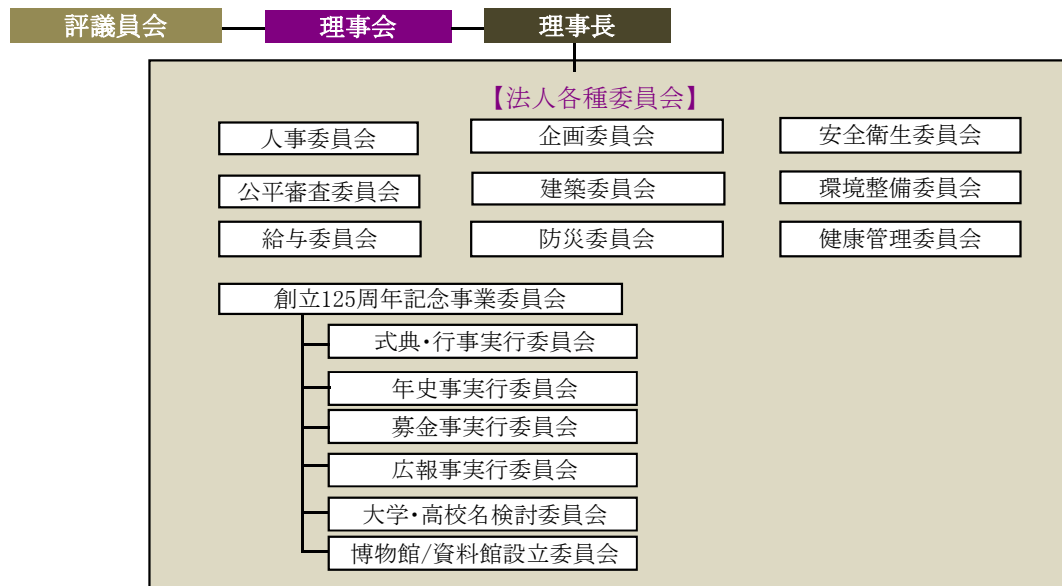 評議員会 理事会 理事長
【法人各種委員会】
人事委員会 企画委員会 安全衛生委員会
公平審査委員会 建築委員会 環境整備委員会
給与委員会 防災委員会 健康管理委員会
創立125周年記念事業委員会
式典・行事実行委員会
年史事実行委員会
募金事実行委員会
広報事実行委員会
大学・高校名検討委員会
博物館/資料館設立委員会